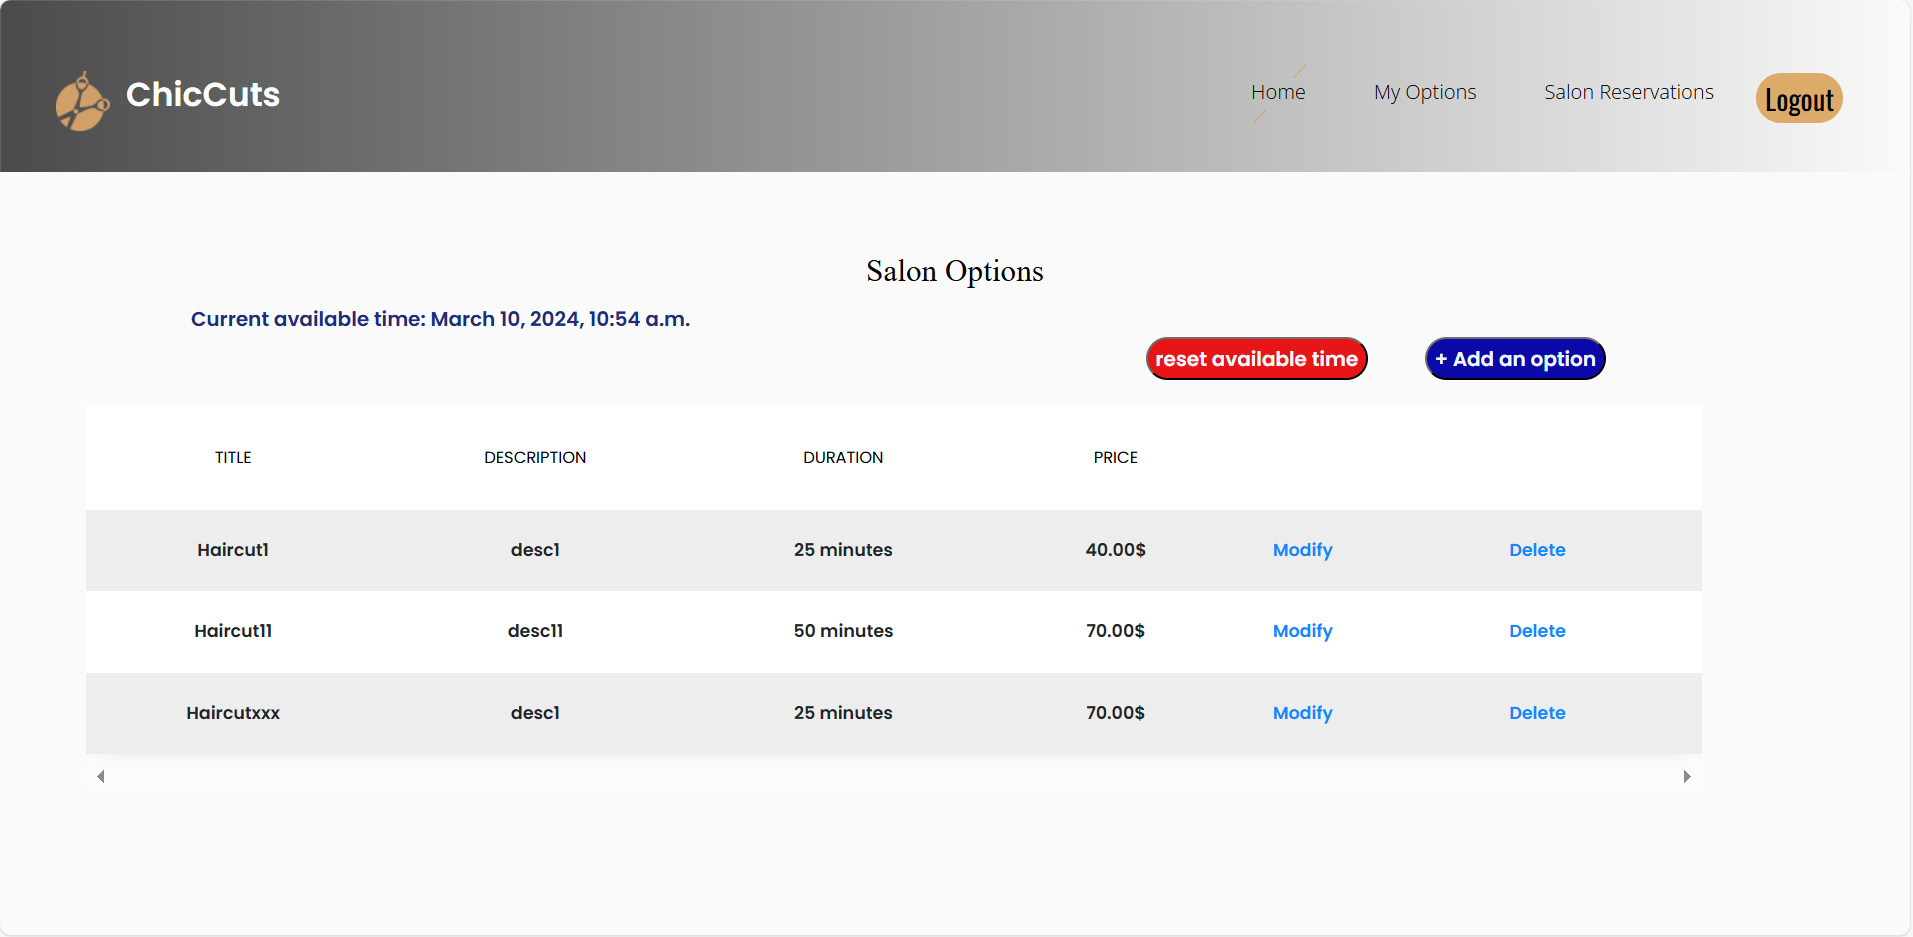 ChicCuts
Home My Options Salon Reservations Logout
Salon Options
Current available time: March 10, 2024, 10:54 a.m.
reset available time + Add an option
TITLE DESCRIPTION DURATION PRICE
Haircut1 desc1 25 minutes 40.00$ Modify Delete
Haircut11 desc11 50 minutes 70.00$ Modify Delete
Haircutxxx desc1 25 minutes 70.00$ Modify Delete